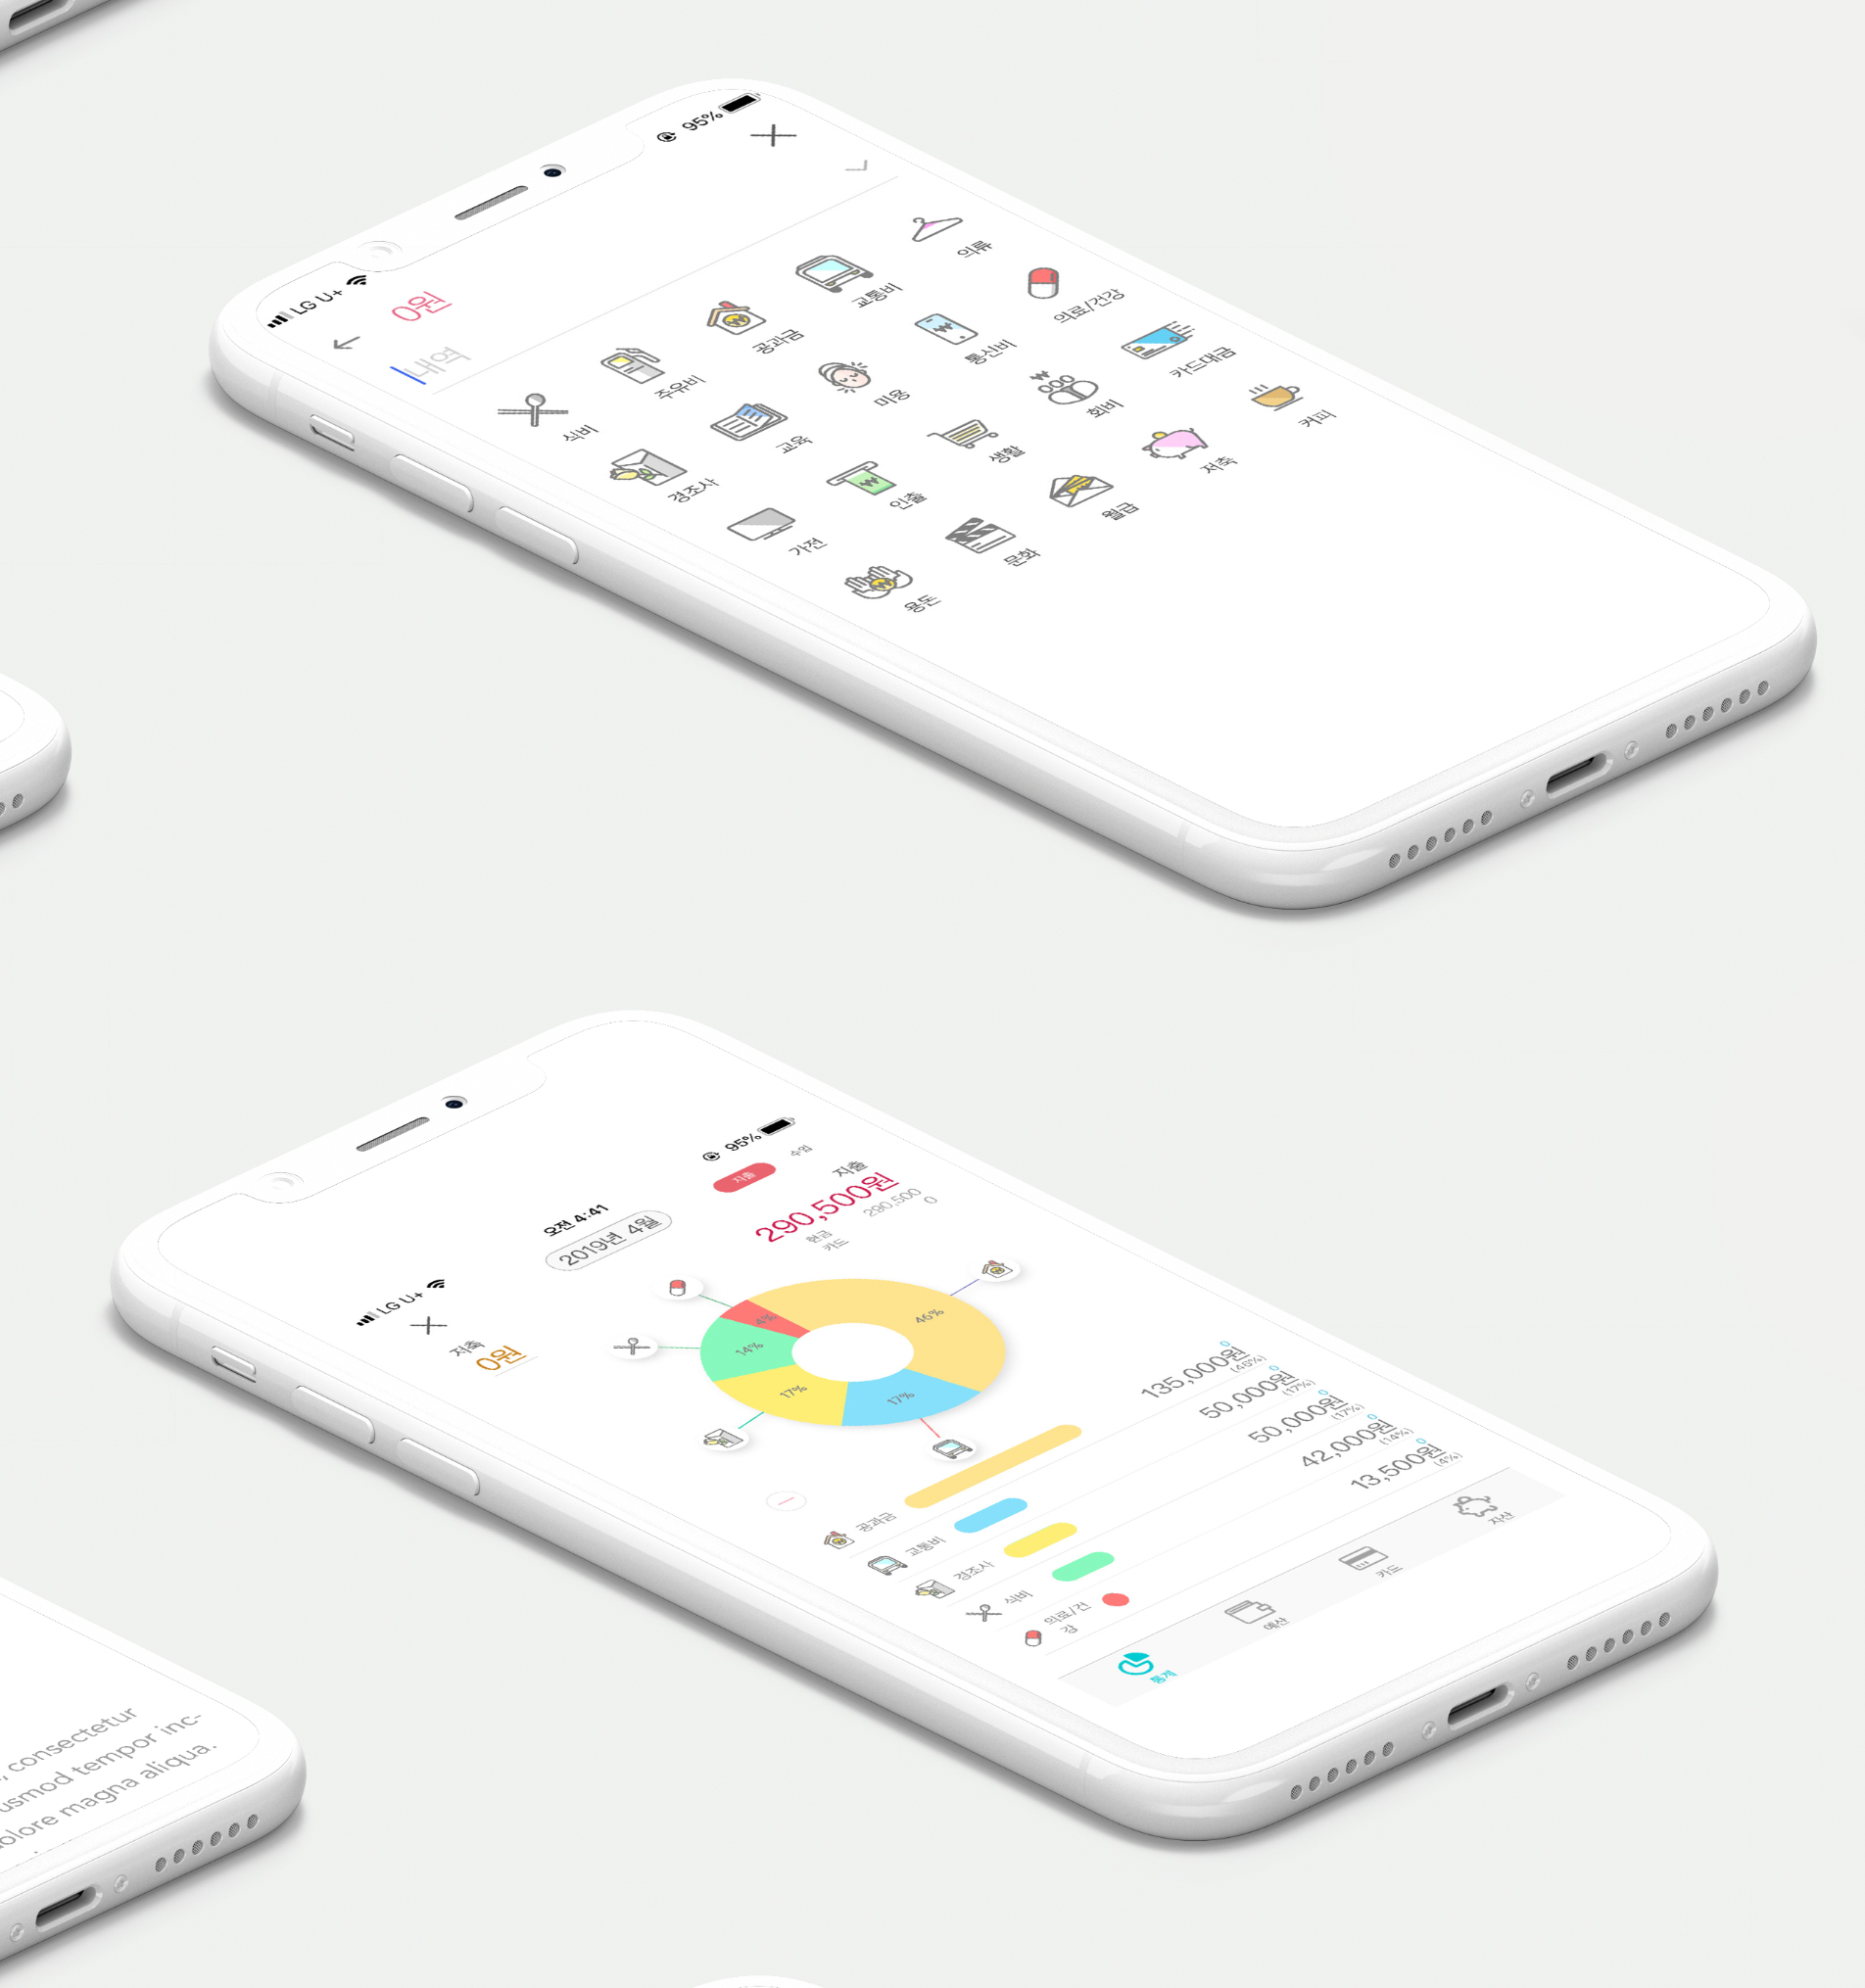 LG U+
95%
0원
내역
식비
주유비
공과금
교통비
의류
경조사
교육
미용
통신비
의료/건강
가전
인출
생활
회비
카드대금
용돈
문화
월급
저축
커피
LG U+
오전 4:41
95%
2019년 4월
지출
수입
저축
0원
지출
290,500원
현금
290,500
카드
0
46%
17%
17%
14%
4%
공과금
0
135,000원
(46%)
교통비
0
50,000원
(17%)
경조사
0
50,000원
(17%)
식비
0
42,000원
(14%)
의료/건
강
0
13,500원
(4%)
통계
예산
카드
자산
, consectetur
usmod tempor inc-
olore magna aliqua.